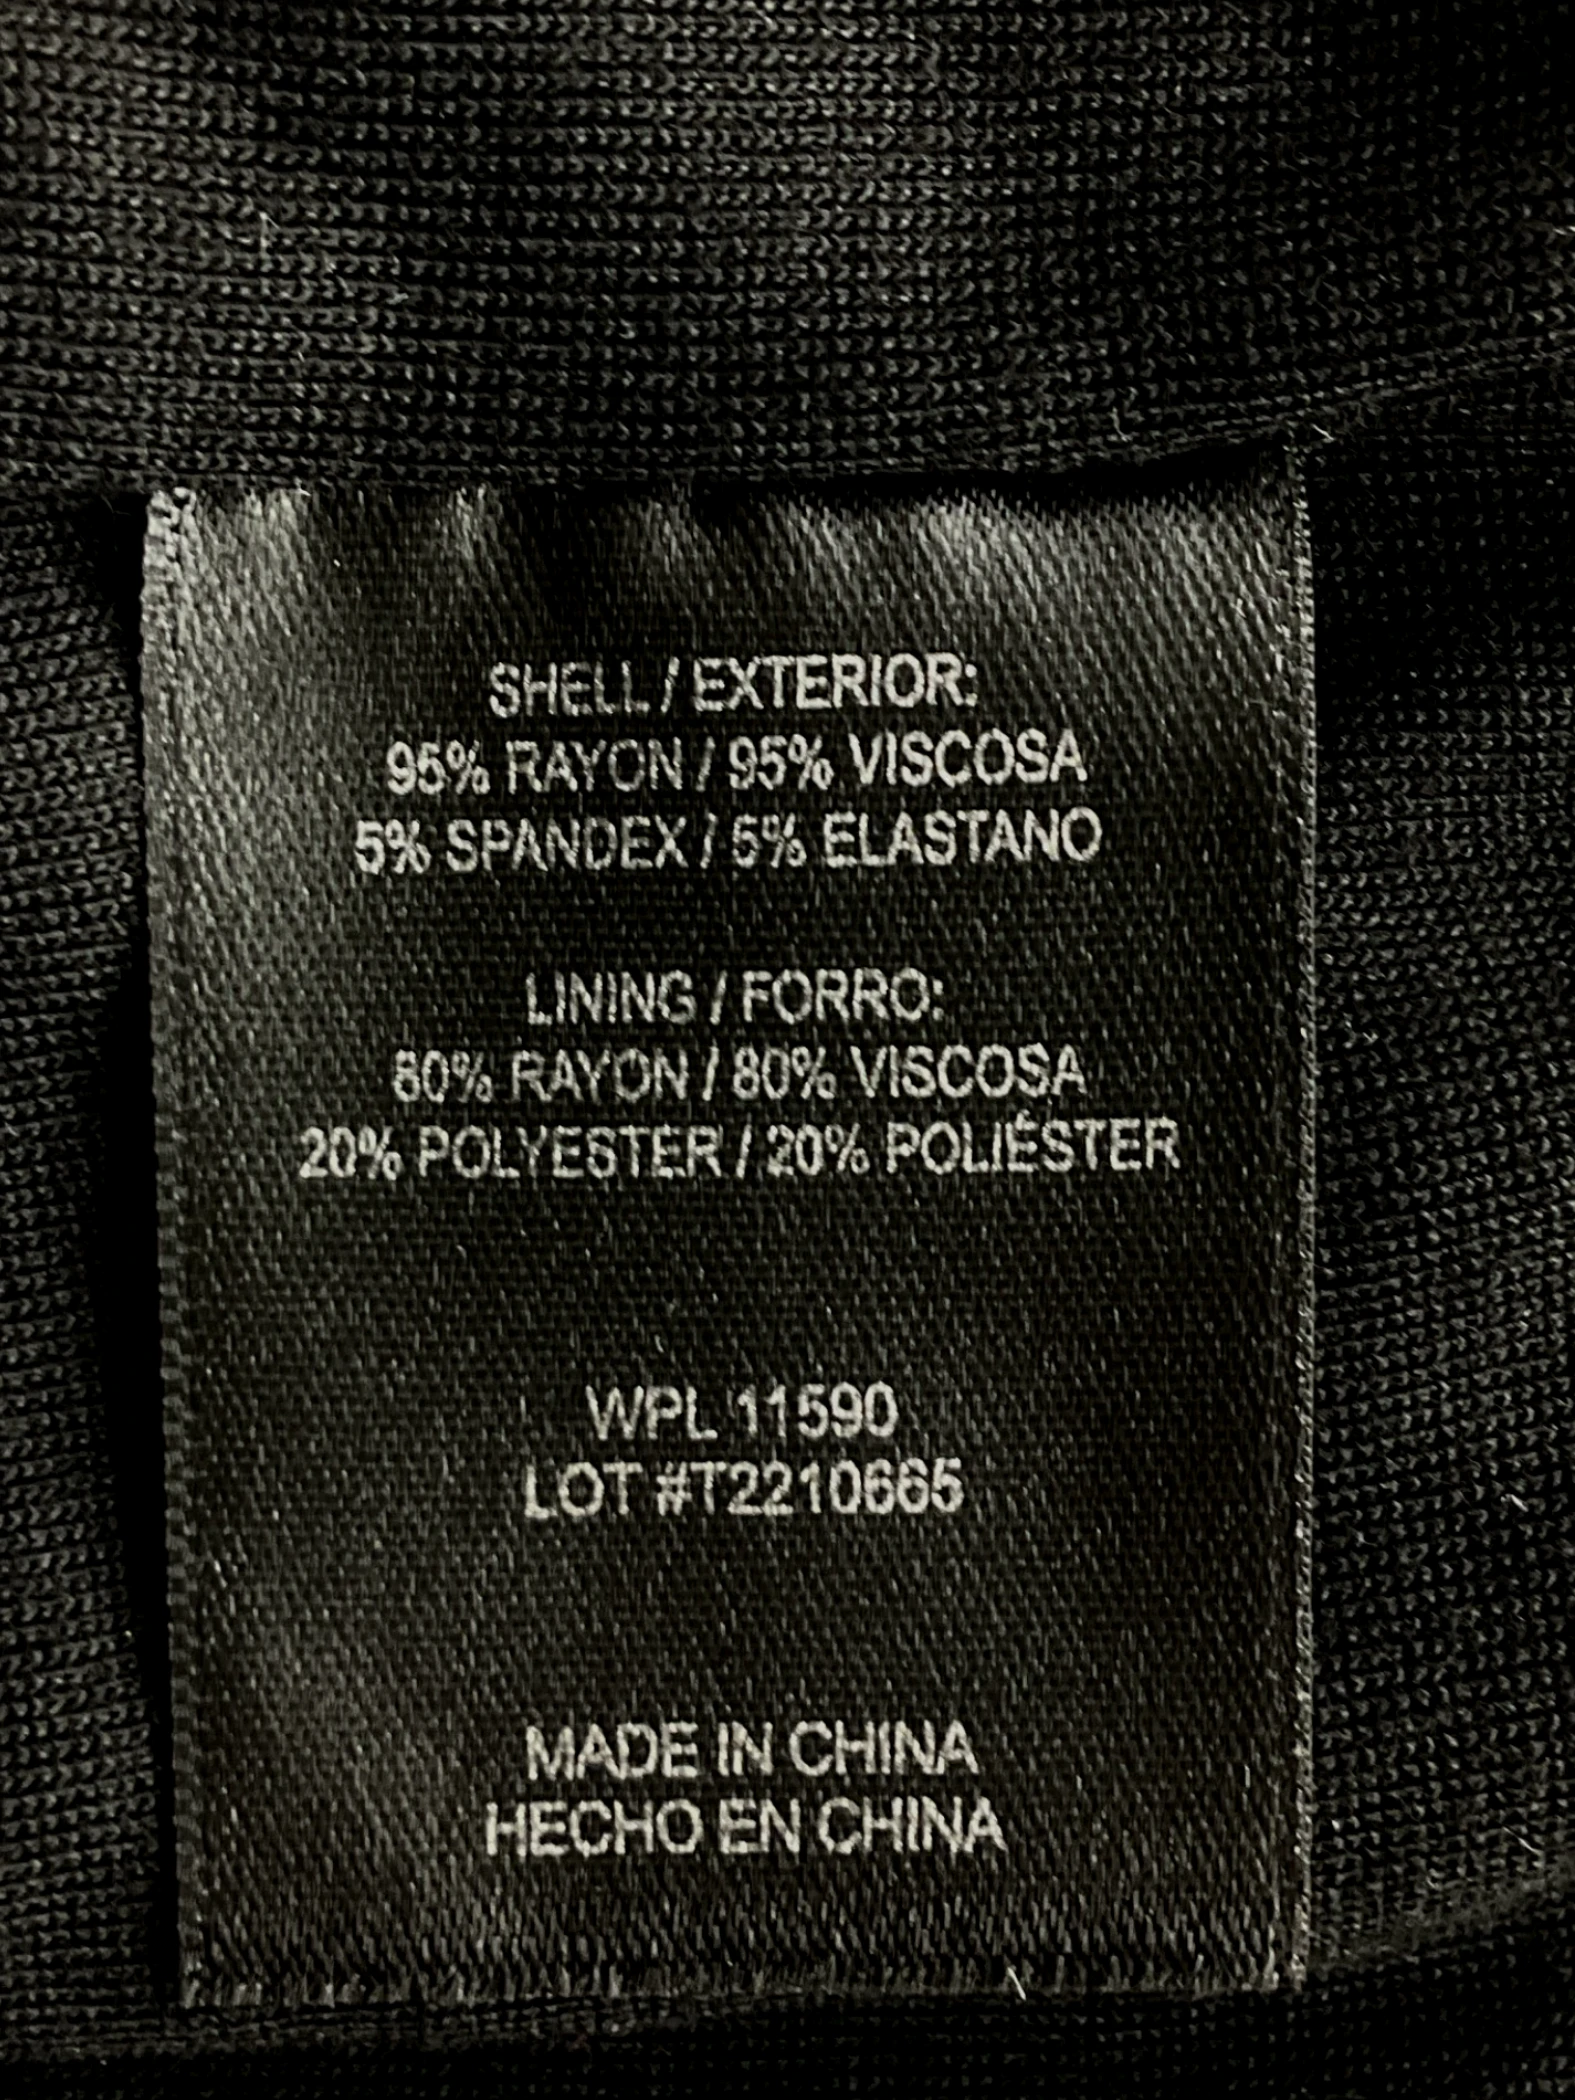 SHELL / EXTERIOR:
95% RAYON / 95% VISCOSA
5% SPANDEX / 5% ELASTANO
LINING / FORRO:
80% RAYON / 80% VISCOSA
20% POLYESTER / 20% POLIÉSTER
WPL 11590
LOT #T2210665
MADE IN CHINA
HECHO EN CHINA